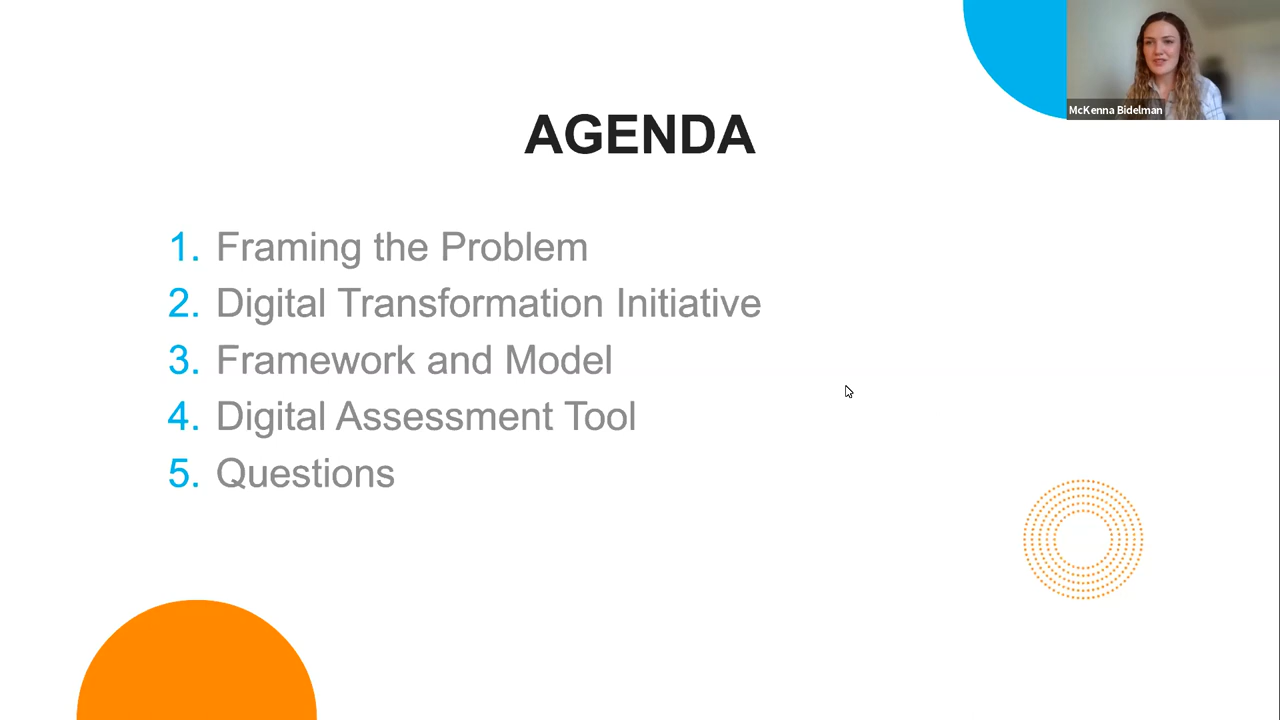 AGENDA
1. Framing the Problem
2. Digital Transformation Initiative
3. Framework and Model
4. Digital Assessment Tool
5. Questions
McKenna Bidelman